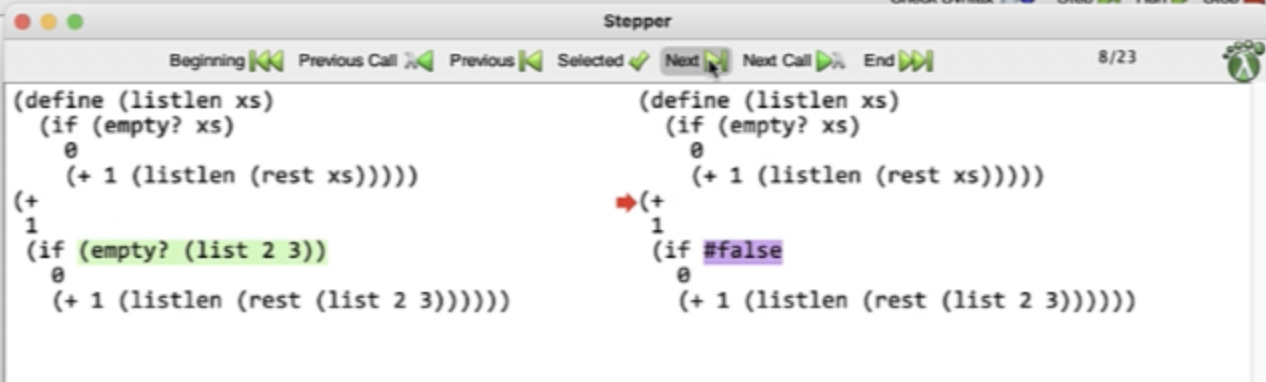 Stepper
Beginning Previous Call Previous Selected Next Next Call End 8/23
(define (listlen xs)
  (if (empty? xs)
    0
    (+ 1 (listlen (rest xs)))))
(+
 1
 (if (empty? (list 2 3))
   0
   (+ 1 (listlen (rest (list 2 3))))))
(define (listlen xs)
  (if (empty? xs)
    0
    (+ 1 (listlen (rest xs)))))
(+
 1
 (if #false
   0
   (+ 1 (listlen (rest (list 2 3))))))